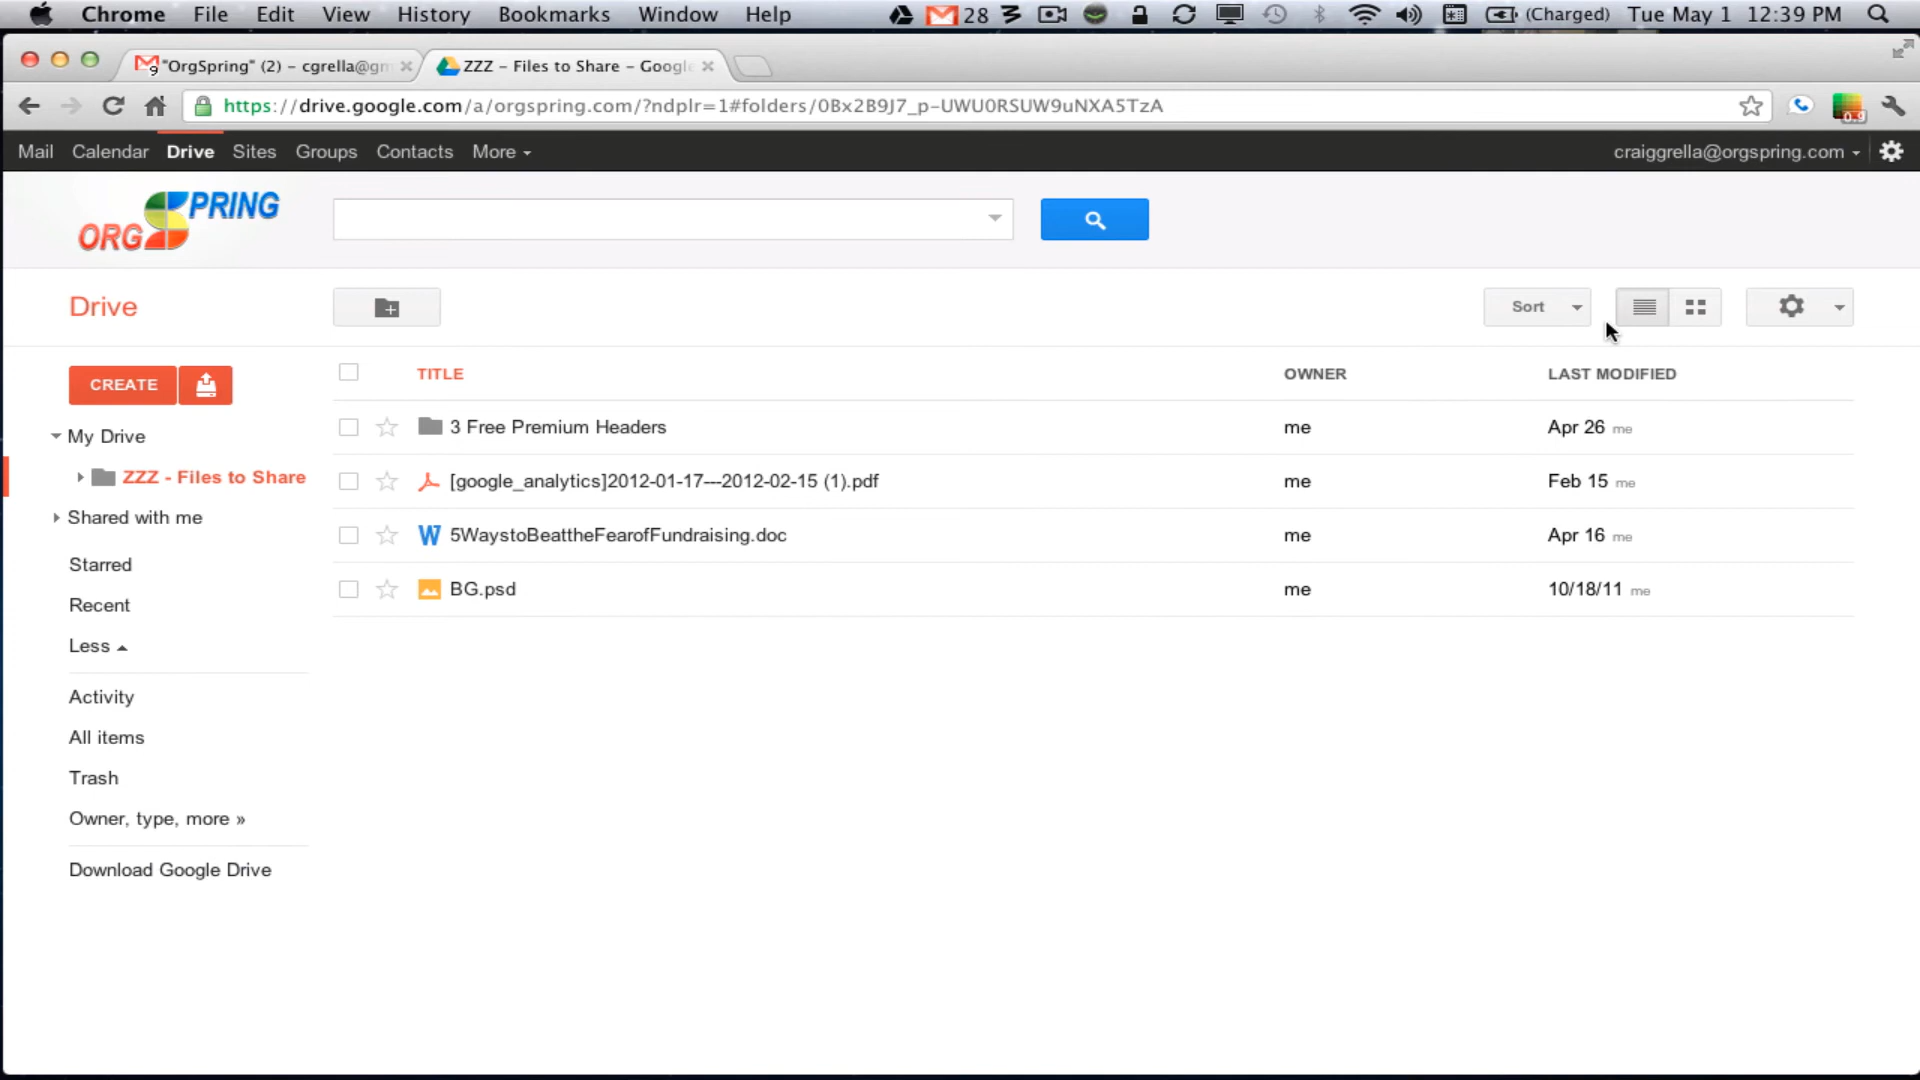 Chrome File Edit View History Bookmarks Window Help 28 (Charged) Tue May 1 12:39 PM
"OrgSpring" (2) – cgrella@gm ZZZ – Files to Share – Google
https://drive.google.com/a/orgspring.com/?ndplr=1#folders/0Bx2B9J7_p-UWU0RSUW9uNXA5TzA
Mail Calendar Drive Sites Groups Contacts More craiggrella@orgspring.com
ORG SPRING
Drive Sort
CREATE TITLE OWNER LAST MODIFIED
My Drive
ZZZ - Files to Share
Shared with me
Starred
Recent
Less
Activity
All items
Trash
Owner, type, more »
Download Google Drive
3 Free Premium Headers me Apr 26 me
[google_analytics]2012-01-17---2012-02-15 (1).pdf me Feb 15 me
5WaystoBeattheFearofFundraising.doc me Apr 16 me
BG.psd me 10/18/11 me